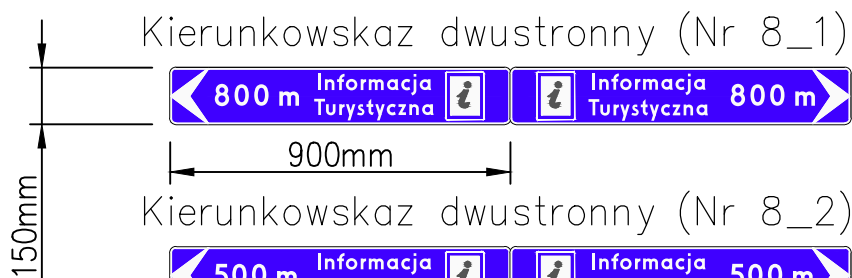 Kierunkowskaz dwustronny (Nr 8_1)
800 m Informacja Turystyczna i
i Informacja Turystyczna 800 m
900mm
150mm
Kierunkowskaz dwustronny (Nr 8_2)
500 m Informacja i
i Informacja 500 m